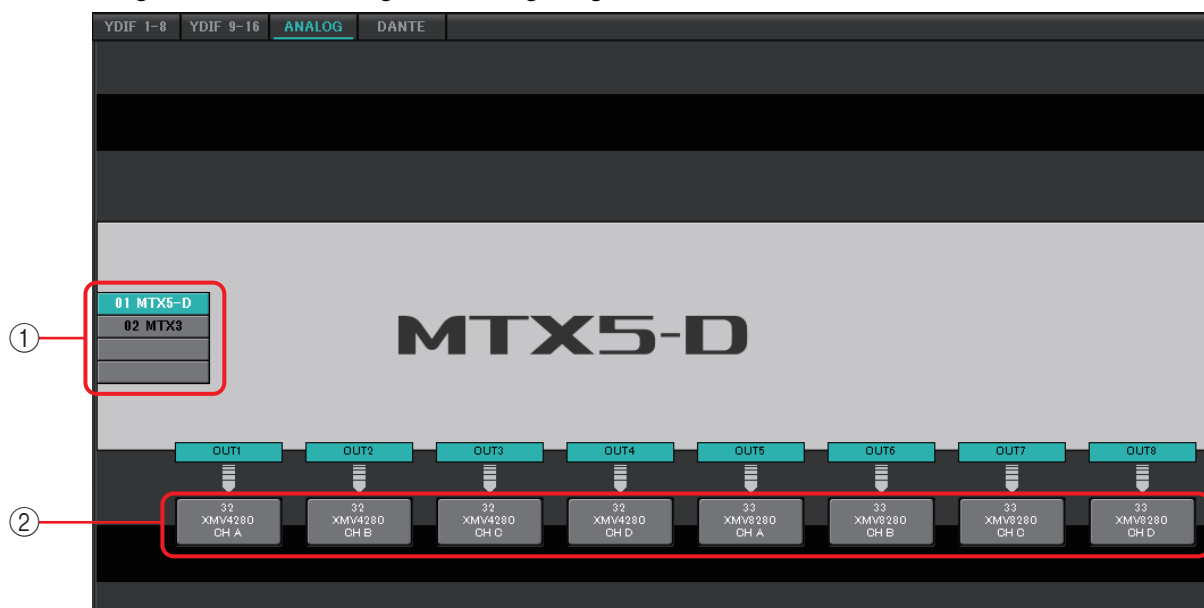 YDIF 1-8 YDIF 9-16 ANALOG DANTE
01 MTX5-D
02 MTX3
1
MTX5-D
OUT1 OUT2 OUT3 OUT4 OUT5 OUT6 OUT7 OUT8
2
32 32 32 32 33 33 33 33
XMV4280 XMV4280 XMV4280 XMV4280 XMV8280 XMV8280 XMV8280 XMV8280
CH A CH B CH C CH D CH A CH B CH C CH D